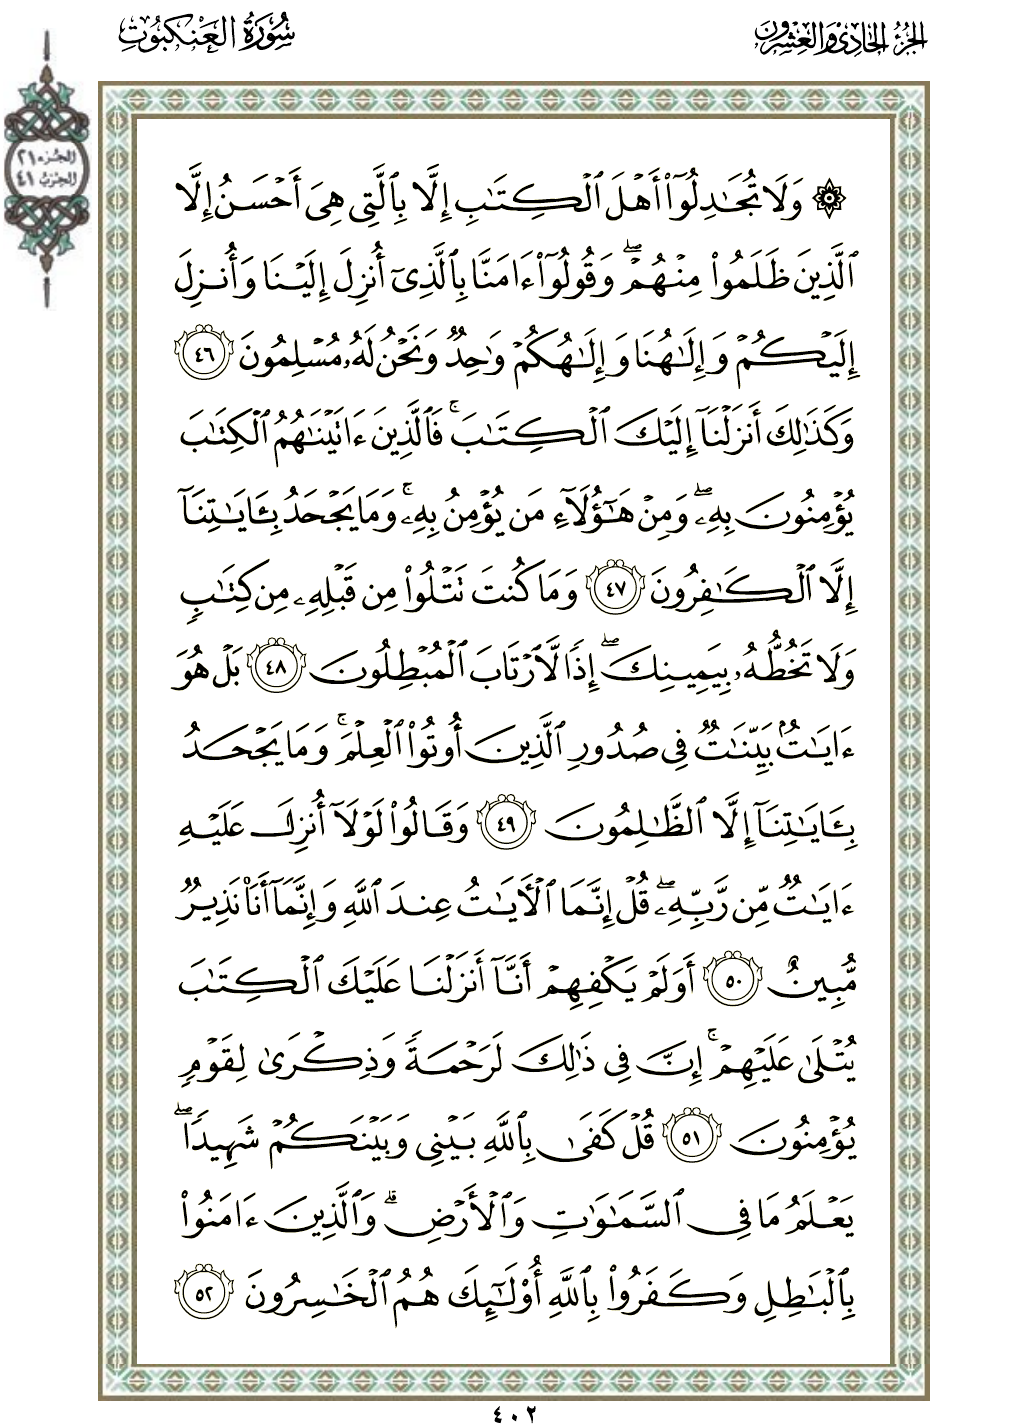 الجزء الحادي والعشرون
سورة العنكبوت
الجزء ٢١
الحزب ٤١
۞ وَلَا تُجَٰدِلُوٓا۟ أَهْلَ ٱلْكِتَٰبِ إِلَّا بِٱلَّتِى هِىَ أَحْسَنُ إِلَّا
ٱلَّذِينَ ظَلَمُوا۟ مِنْهُمْ ۖ وَقُولُوٓا۟ ءَامَنَّا بِٱلَّذِىٓ أُنزِلَ إِلَيْنَا وَأُنزِلَ
إِلَيْكُمْ وَإِلَٰهُنَا وَإِلَٰهُكُمْ وَٰحِدٌ وَنَحْنُ لَهُۥ مُسْلِمُونَ ٤٦
وَكَذَٰلِكَ أَنزَلْنَآ إِلَيْكَ ٱلْكِتَٰبَ ۚ فَٱلَّذِينَ ءَاتَيْنَٰهُمُ ٱلْكِتَٰبَ
يُؤْمِنُونَ بِهِۦ ۖ وَمِنْ هَٰٓؤُلَآءِ مَن يُؤْمِنُ بِهِۦ ۚ وَمَا يَجْحَدُ بِـَٔايَٰتِنَآ
إِلَّا ٱلْكَٰفِرُونَ ٤٧ وَمَا كُنتَ تَتْلُوا۟ مِن قَبْلِهِۦ مِن كِتَٰبٍ
وَلَا تَخُطُّهُۥ بِيَمِينِكَ ۖ إِذًا لَّٱرْتَابَ ٱلْمُبْطِلُونَ ٤٨ بَلْ هُوَ
ءَايَٰتٌۢ بَيِّنَٰتٌ فِى صُدُورِ ٱلَّذِينَ أُوتُوا۟ ٱلْعِلْمَ ۚ وَمَا يَجْحَدُ
بِـَٔايَٰتِنَآ إِلَّا ٱلظَّٰلِمُونَ ٤٩ وَقَالُوا۟ لَوْلَآ أُنزِلَ عَلَيْهِ
ءَايَٰتٌ مِّن رَّبِّهِۦ ۖ قُلْ إِنَّمَا ٱلْءَايَٰتُ عِندَ ٱللَّهِ وَإِنَّمَآ أَنَا۠ نَذِيرٌ
مُّبِينٌ ٥٠ أَوَلَمْ يَكْفِهِمْ أَنَّآ أَنزَلْنَا عَلَيْكَ ٱلْكِتَٰبَ
يُتْلَىٰ عَلَيْهِمْ ۚ إِنَّ فِى ذَٰلِكَ لَرَحْمَةً وَذِكْرَىٰ لِقَوْمٍ
يُؤْمِنُونَ ٥١ قُلْ كَفَىٰ بِٱللَّهِ بَيْنِى وَبَيْنَكُمْ شَهِيدًا ۖ
يَعْلَمُ مَا فِى ٱلسَّمَٰوَٰتِ وَٱلْأَرْضِ ۗ وَٱلَّذِينَ ءَامَنُوا۟
بِٱلْبَٰطِلِ وَكَفَرُوا۟ بِٱللَّهِ أُو۟لَٰٓئِكَ هُمُ ٱلْخَٰسِرُونَ ٥٢
٤٠٢